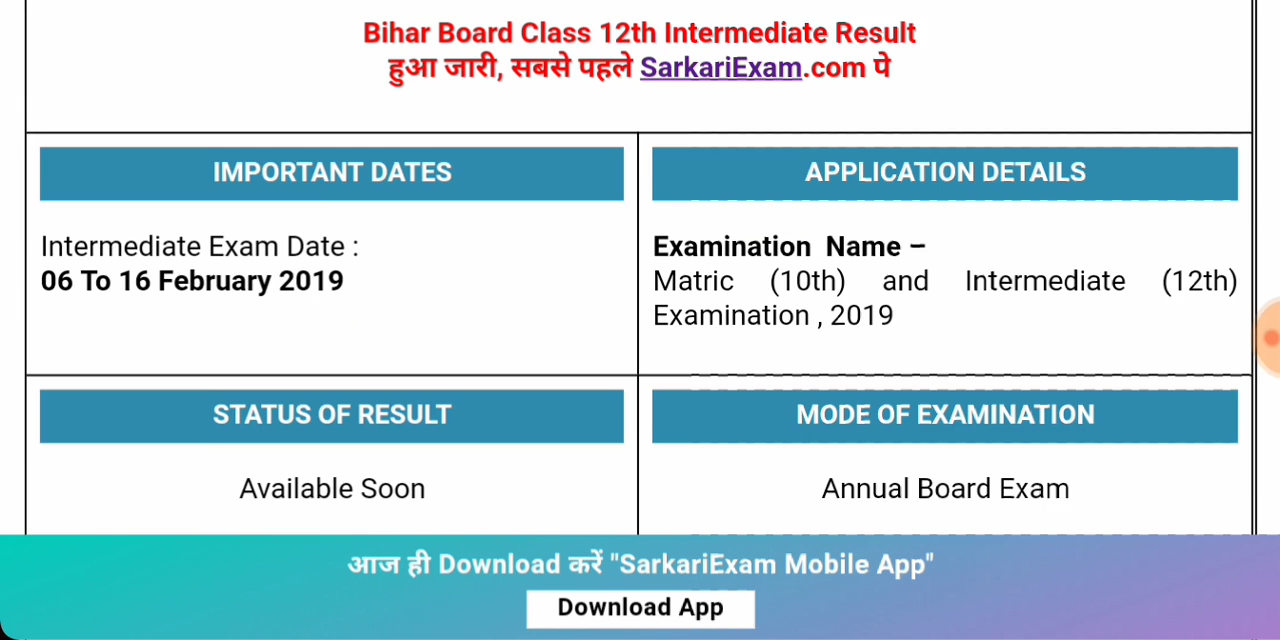 Bihar Board Class 12th Intermediate Result
हुआ जारी, सबसे पहले SarkariExam.com पे
IMPORTANT DATES
Intermediate Exam Date :
06 To 16 February 2019
APPLICATION DETAILS
Examination Name –
Matric (10th) and Intermediate (12th)
Examination , 2019
STATUS OF RESULT
Available Soon
MODE OF EXAMINATION
Annual Board Exam
आज ही Download करें "SarkariExam Mobile App"
Download App